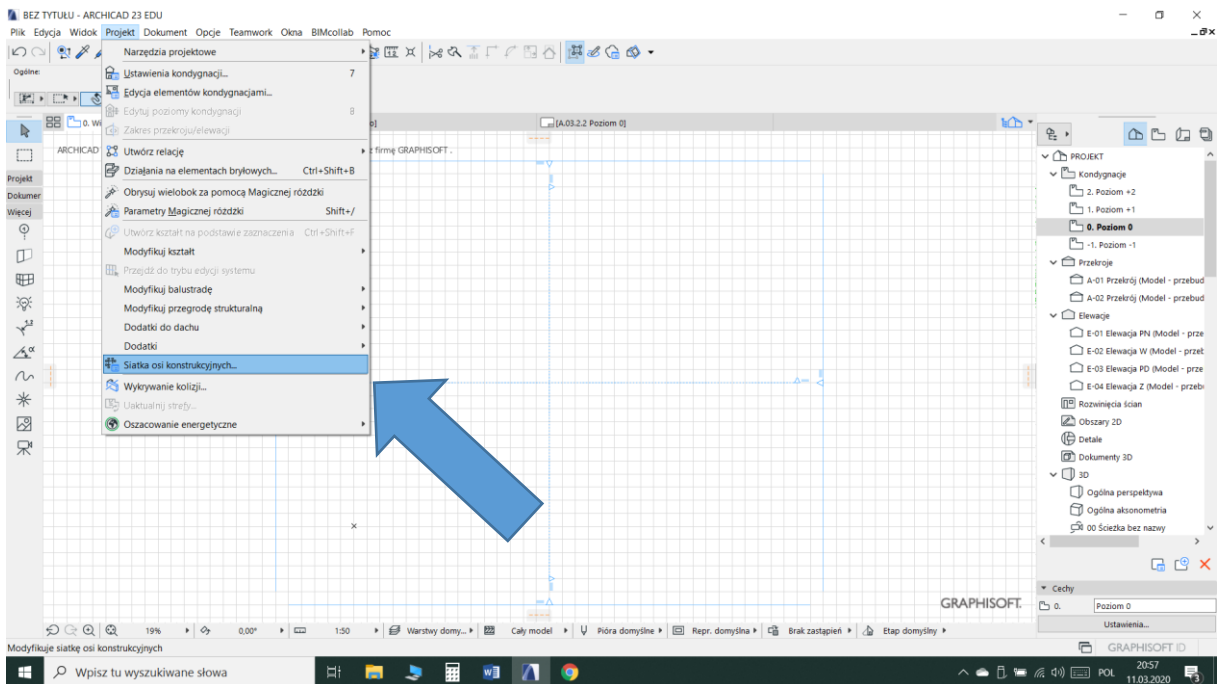 BEZ TYTUŁU - ARCHICAD 23 EDU
Plik Edycja Widok Projekt Dokument Opcje Teamwork Okna BIMcollab Pomoc
Narzędzia projektowe
Ogólne:
Ustawienia kondygnacji... 7
Edycja elementów kondygnacjami...
Edytuj poziomy kondygnacji 8
Zakres przekroju/elewacji
0. Wi
o]
[A.03.2.2 Poziom 0]
ARCHICAD
z firmę GRAPHISOFT .
Utwórz relację
Działania na elementach bryłowych... Ctrl+Shift+B
Obrysuj wielobok za pomocą Magicznej różdżki
Parametry Magicznej różdżki Shift+/
Utwórz kształt na podstawie zaznaczenia Ctrl+Shift+F
Modyfikuj kształt
Przejdź do trybu edycji systemu
Modyfikuj balustradę
Modyfikuj przegrodę strukturalną
Dodatki do dachu
Dodatki
Siatka osi konstrukcyjnych...
Wykrywanie kolizji...
Uaktualnij strefy...
Oszacowanie energetyczne
Projekt
Dokumer
Więcej
PROJEKT
Kondygnacje
2. Poziom +2
1. Poziom +1
0. Poziom 0
-1. Poziom -1
Przekroje
A-01 Przekrój (Model - przebud
A-02 Przekrój (Model - przebud
Elewacje
E-01 Elewacja PN (Model - prze
E-02 Elewacja W (Model - przeb
E-03 Elewacja PD (Model - prze
E-04 Elewacja Z (Model - przebi
Rozwinięcia ścian
Obszary 2D
Detale
Dokumenty 3D
3D
Ogólna perspektywa
Ogólna aksonometria
00 Ścieżka bez nazwy
Cechy
0. Poziom 0
Ustawienia...
GRAPHISOFT.
19% 0,00° 1:50 Warstwy domy... Cały model Pióra domyślne Repr. domyślna Brak zastąpień Etap domyślny
Modyfikuje siatkę osi konstrukcyjnych
GRAPHISOFT ID
Wpisz tu wyszukiwane słowa
POL
20:57
11.03.2020
3